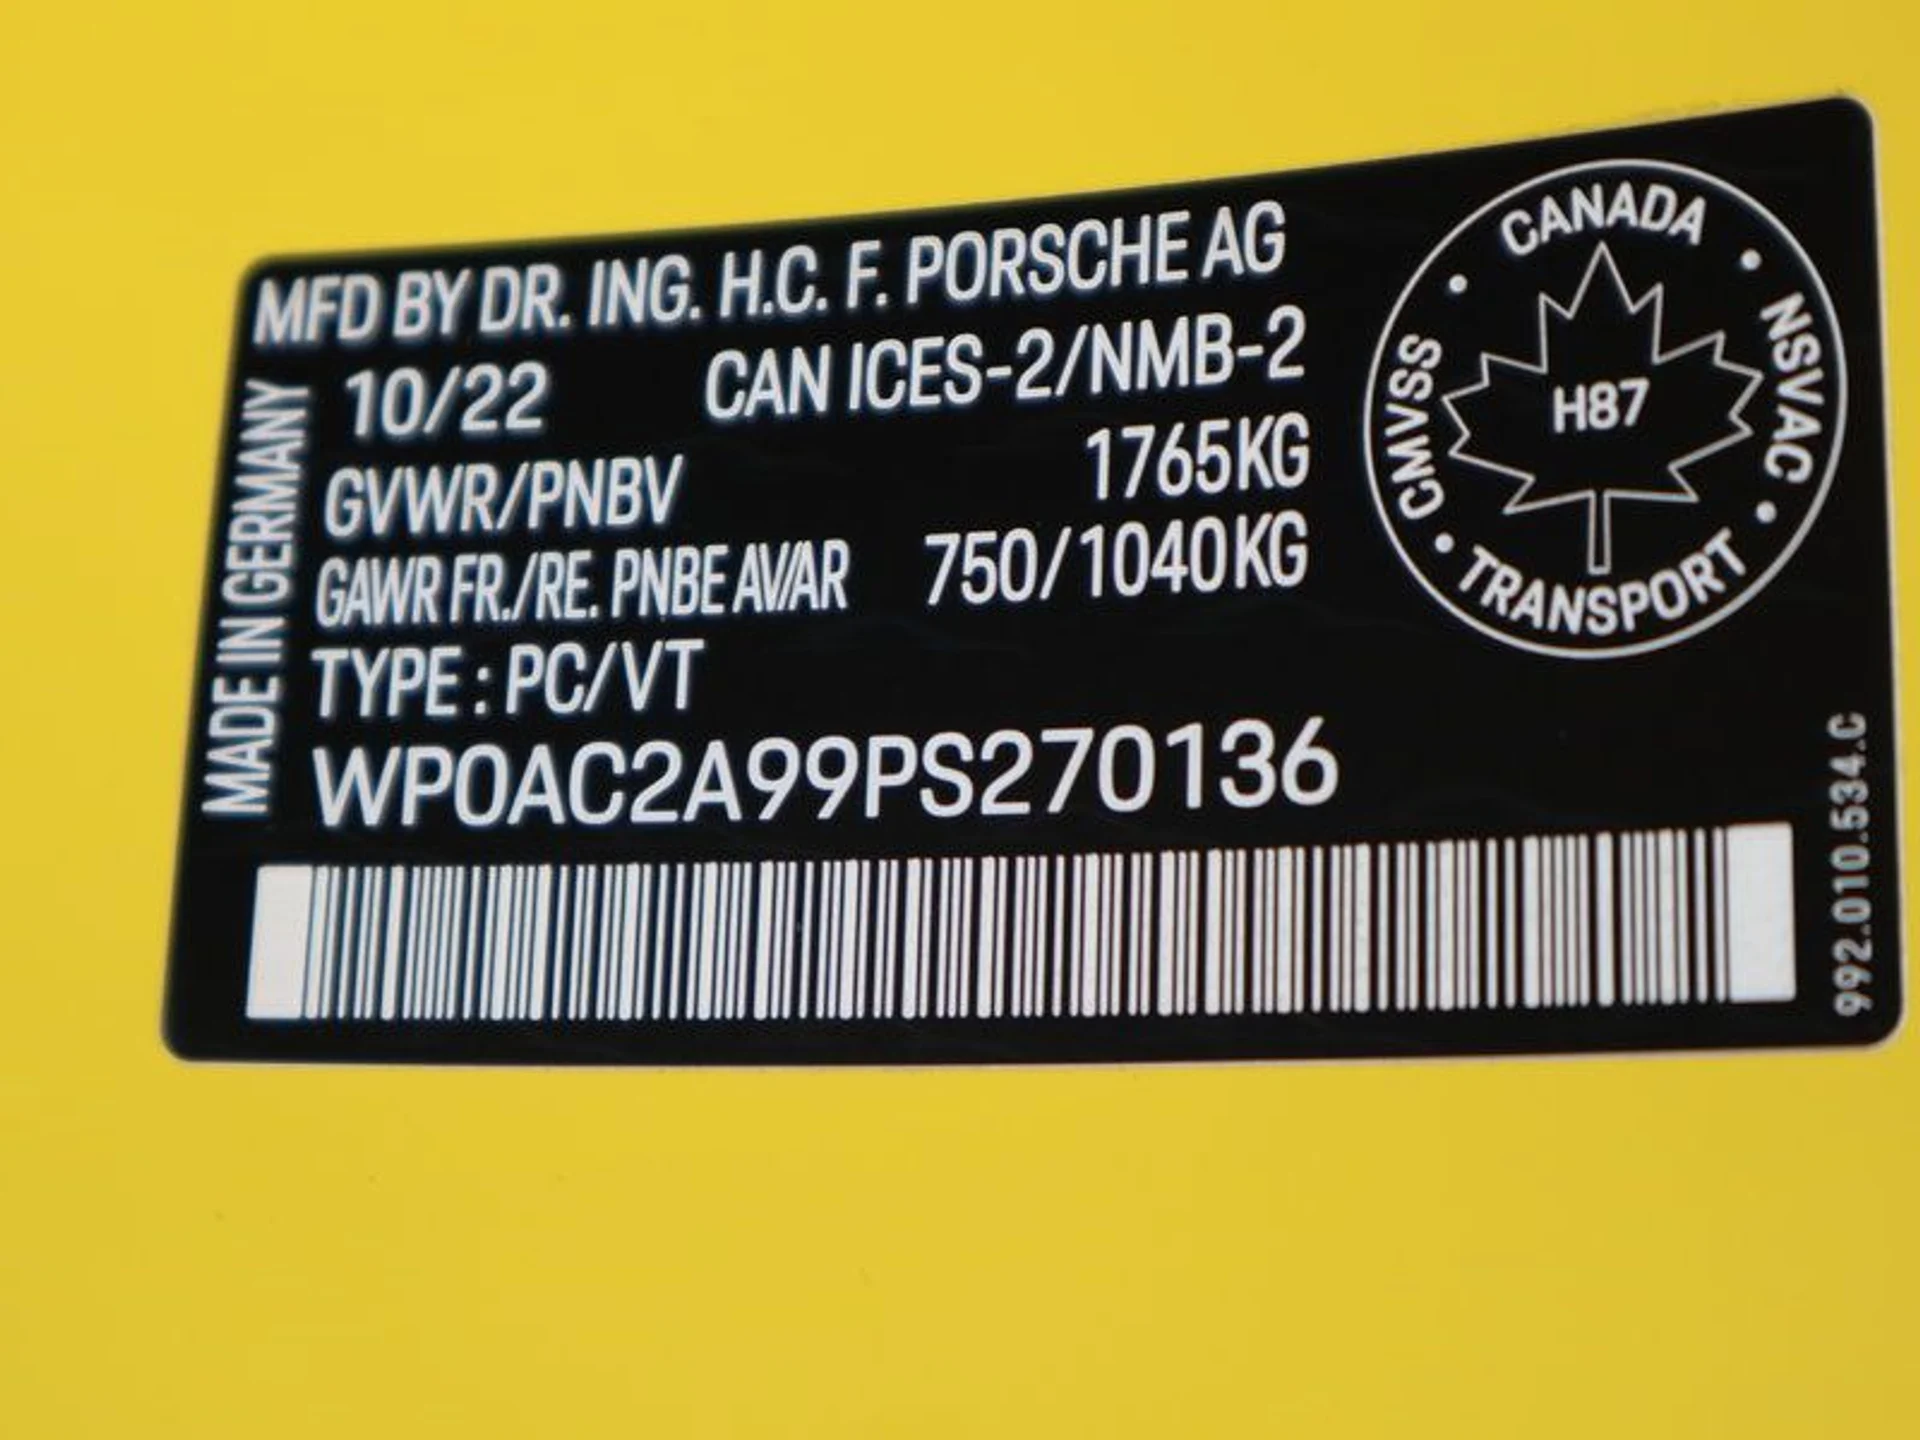 MFD BY DR. ING. H.C. F. PORSCHE AG
10/22 CAN ICES-2/NMB-2
GVWR/PNBV 1765KG
GAWR FR./RE. PNBE AV/AR 750/1040KG
TYPE : PC/VT
WP0AC2A99PS270136
MADE IN GERMANY
CANADA • NSVAC • TRANSPORT • CMVSS •
H87
992.010.534.C